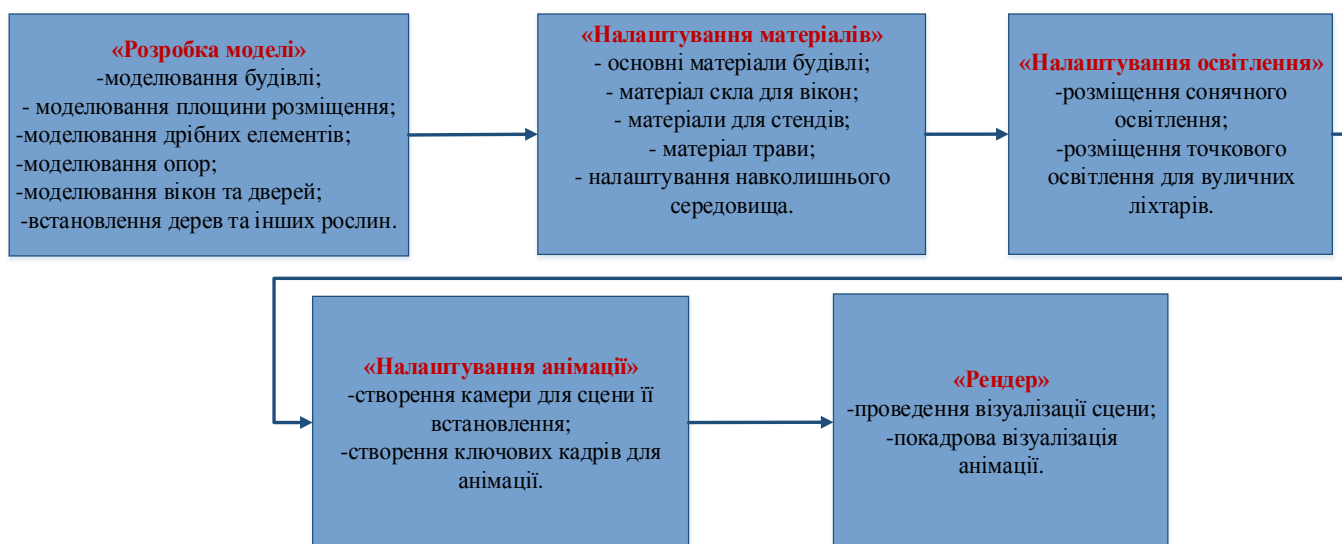 «Розробка моделі»
-моделювання будівлі;
- моделювання площини розміщення;
-моделювання дрібних елементів;
-моделювання опор;
-моделювання вікон та дверей;
-встановлення дерев та інших рослин.
«Налаштування матеріалів»
- основні матеріали будівлі;
- матеріал скла для вікон;
- матеріали для стендів;
- матеріал трави;
- налаштування навколишнього
середовища.
«Налаштування освітлення»
-розміщення сонячного
освітлення;
-розміщення точкового
освітлення для вуличних
ліхтарів.
«Налаштування анімації»
-створення камери для сцени її
встановлення;
-створення ключових кадрів для
анімації.
«Рендер»
-проведення візуалізації сцени;
-покадрова візуалізація
анімації.